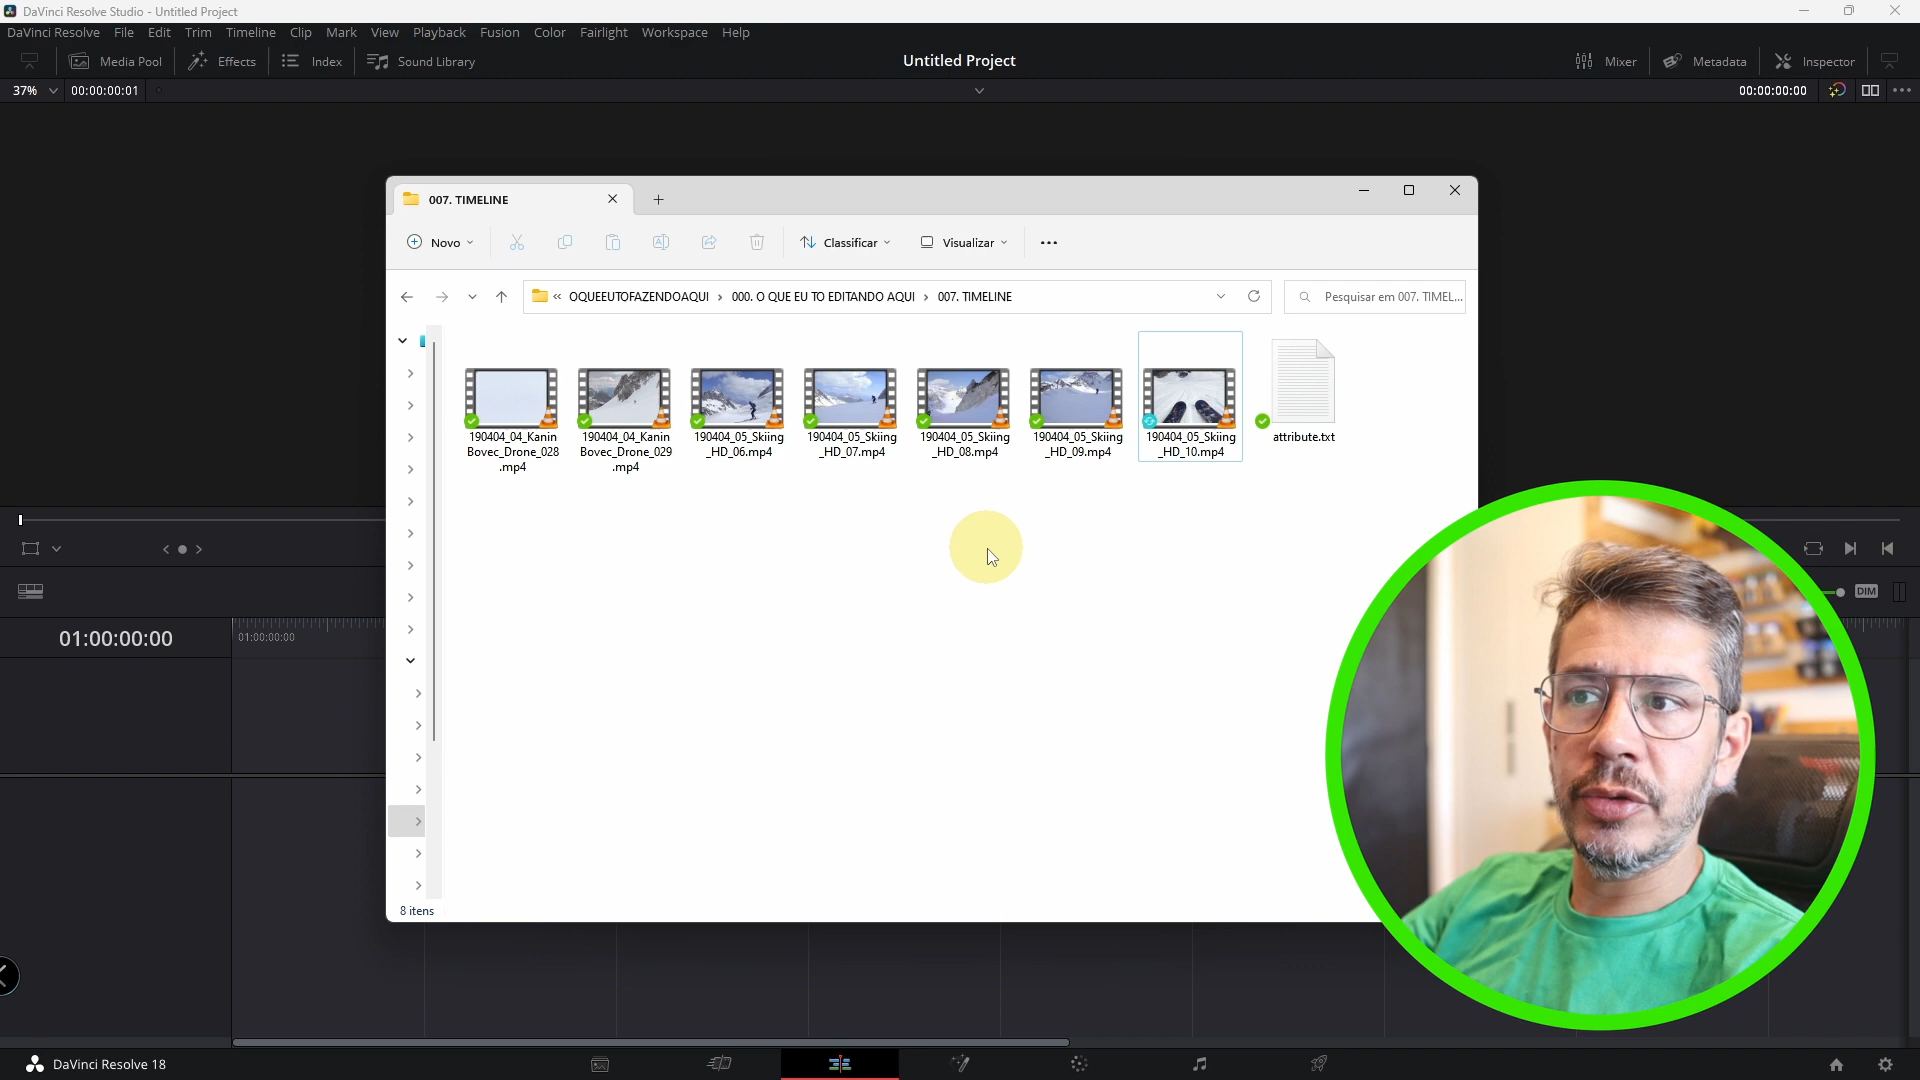 DaVinci Resolve Studio - Untitled Project
DaVinci Resolve File Edit Trim Timeline Clip Mark View Playback Fusion Color Fairlight Workspace Help
Media Pool Effects Index Sound Library Untitled Project Mixer Metadata Inspector
37% 00:00:00:01 00:00:00:00
007. TIMELINE
Novo Classificar Visualizar
« OQUEEUTOFAZENDOAQUI › 000. O QUE EU TO EDITANDO AQUI › 007. TIMELINE Pesquisar em 007. TIMEL...
190404_04_Kanin
Bovec_Drone_028
.mp4
190404_04_Kanin
Bovec_Drone_029
.mp4
190404_05_Skiing
_HD_06.mp4
190404_05_Skiing
_HD_07.mp4
190404_05_Skiing
_HD_08.mp4
190404_05_Skiing
_HD_09.mp4
190404_05_Skiing
_HD_10.mp4
attribute.txt
DIM
01:00:00:00 01:00:00:00
8 itens
DaVinci Resolve 18